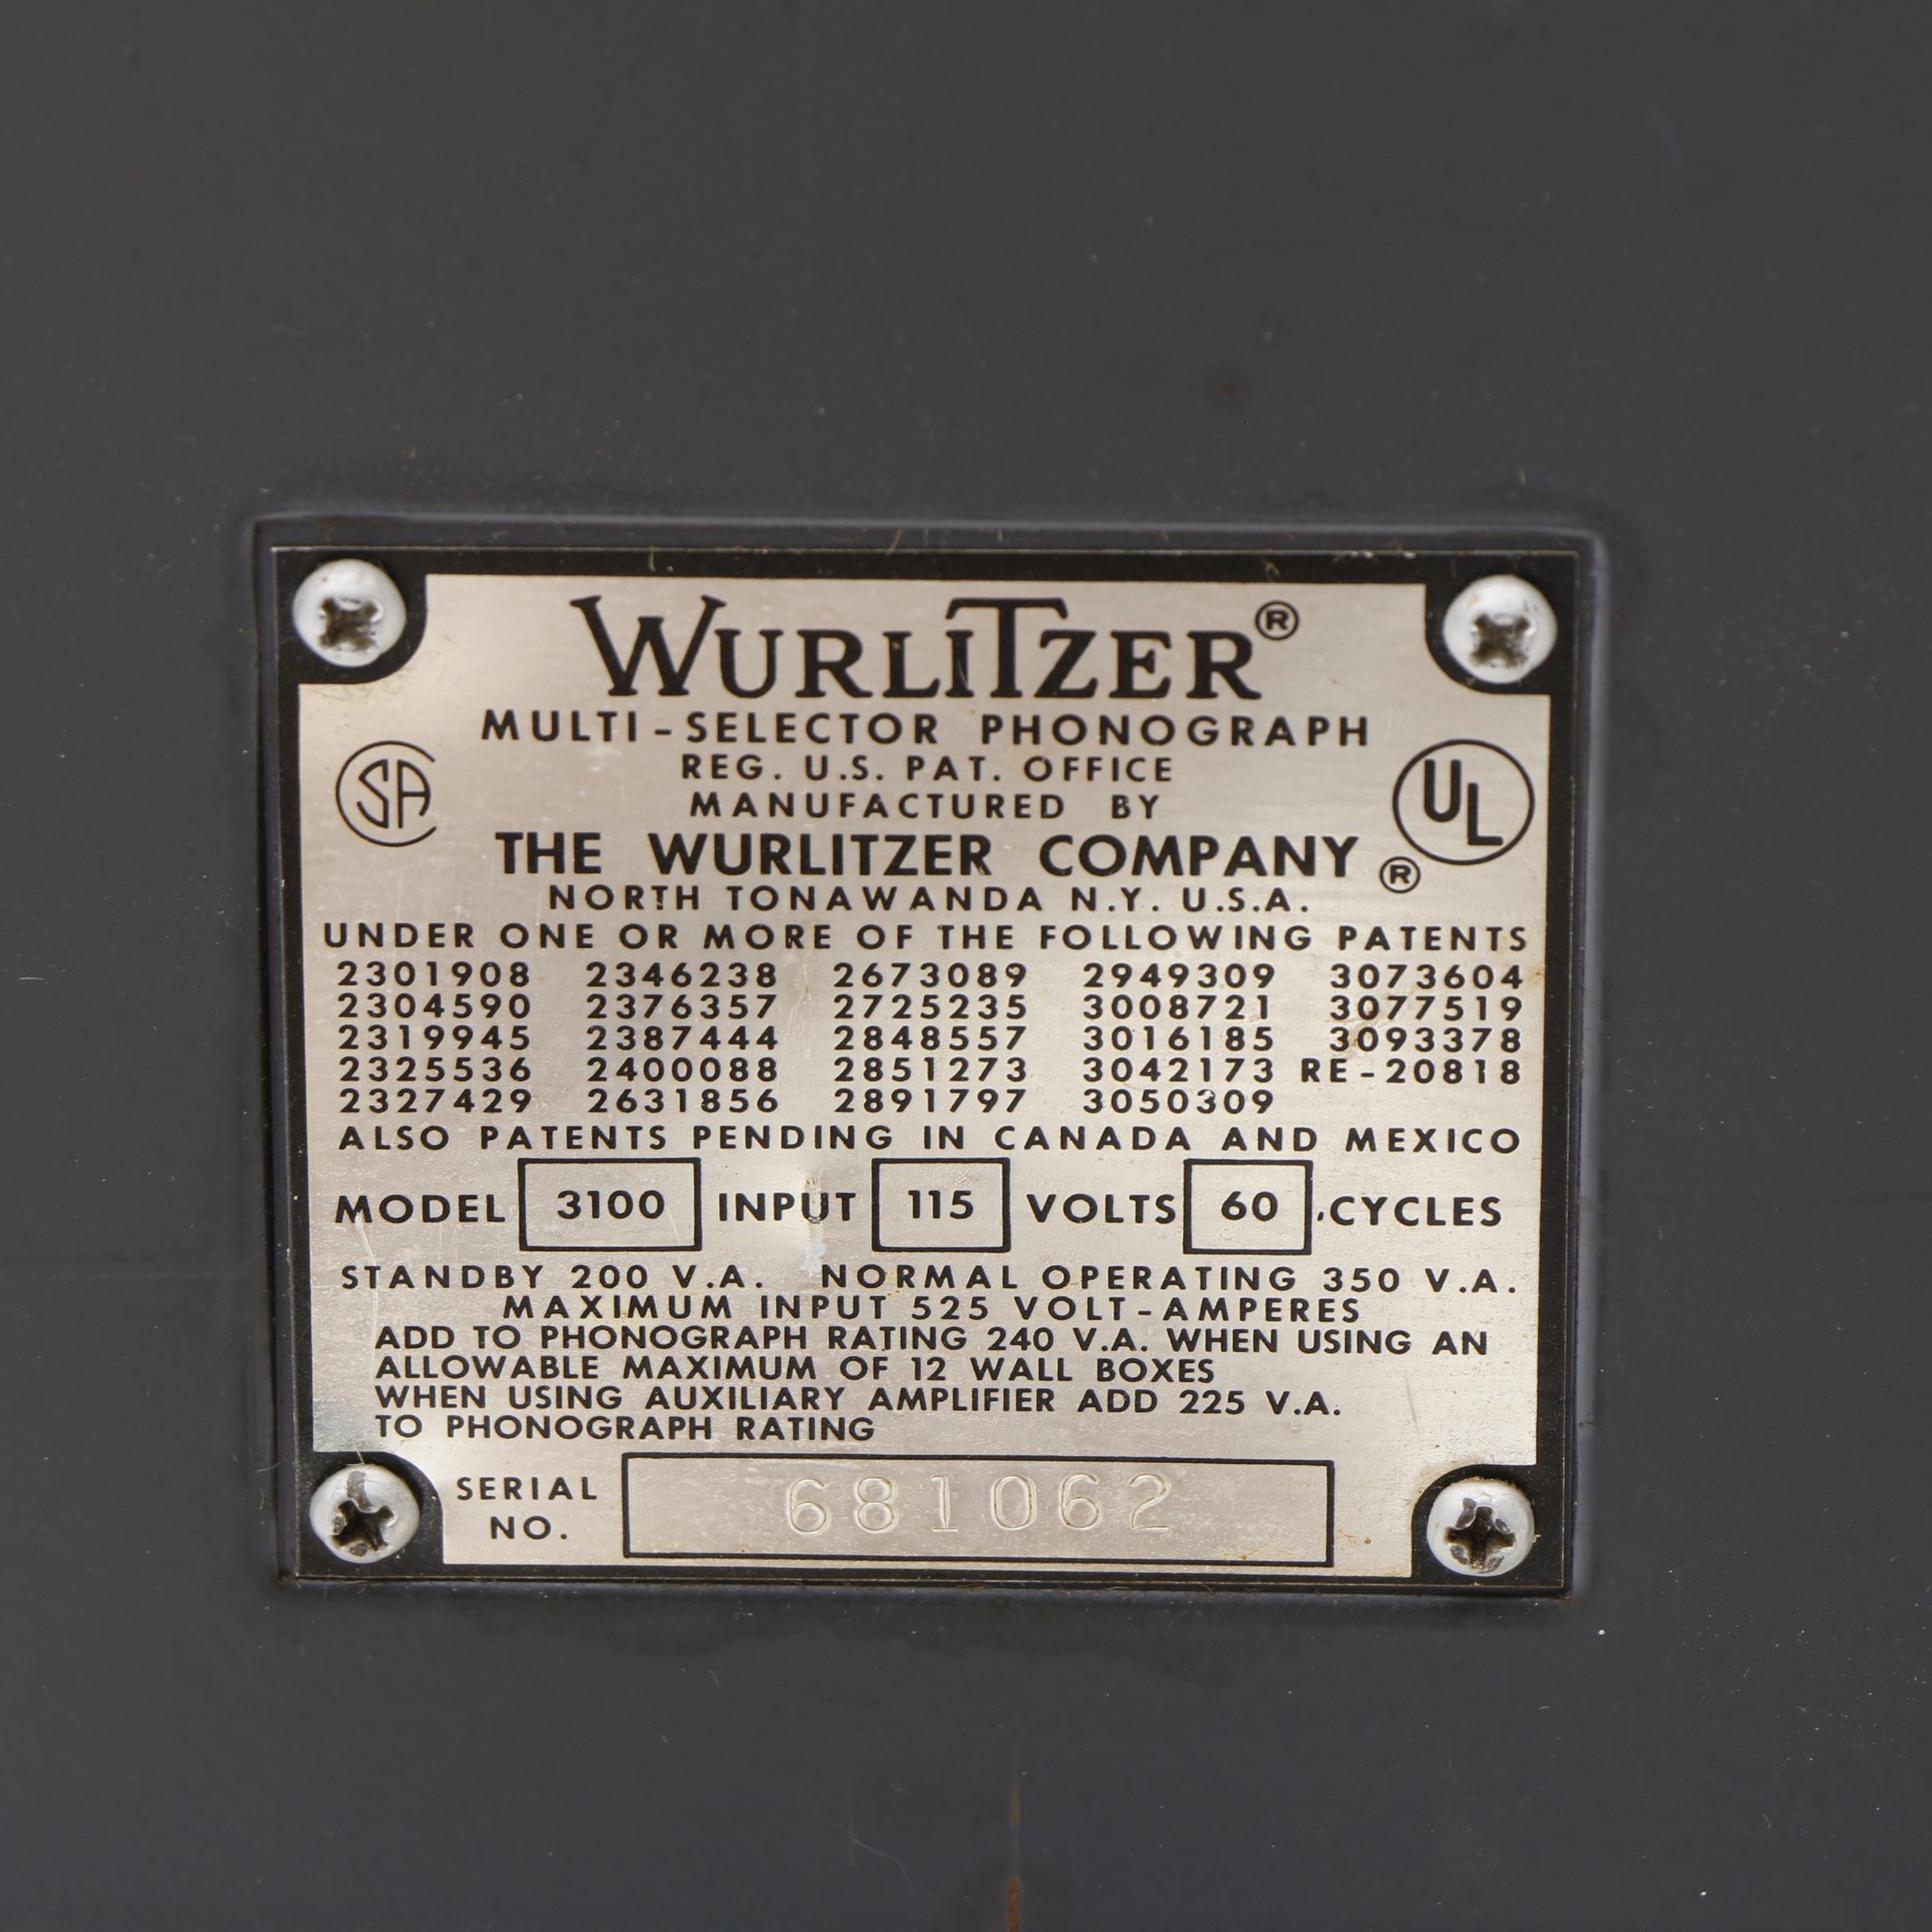 WURLITZER®
MULTI-SELECTOR PHONOGRAPH
REG. U.S. PAT. OFFICE
MANUFACTURED BY
SA
UL
®
THE WURLITZER COMPANY
NORTH TONAWANDA N.Y. U.S.A.
UNDER ONE OR MORE OF THE FOLLOWING PATENTS
2301908 2346238 2673089 2949309 3073604
2304590 2376357 2725235 3008721 3077519
2319945 2387444 2848557 3016185 3093378
2325536 2400088 2851273 3042173 RE-20818
2327429 2631856 2891797 3050309
ALSO PATENTS PENDING IN CANADA AND MEXICO
MODEL 3100 INPUT 115 VOLTS 60 CYCLES
STANDBY 200 V.A. NORMAL OPERATING 350 V.A.
MAXIMUM INPUT 525 VOLT-AMPERES
ADD TO PHONOGRAPH RATING 240 V.A. WHEN USING AN
ALLOWABLE MAXIMUM OF 12 WALL BOXES
WHEN USING AUXILIARY AMPLIFIER ADD 225 V.A.
TO PHONOGRAPH RATING
SERIAL
NO.
681062